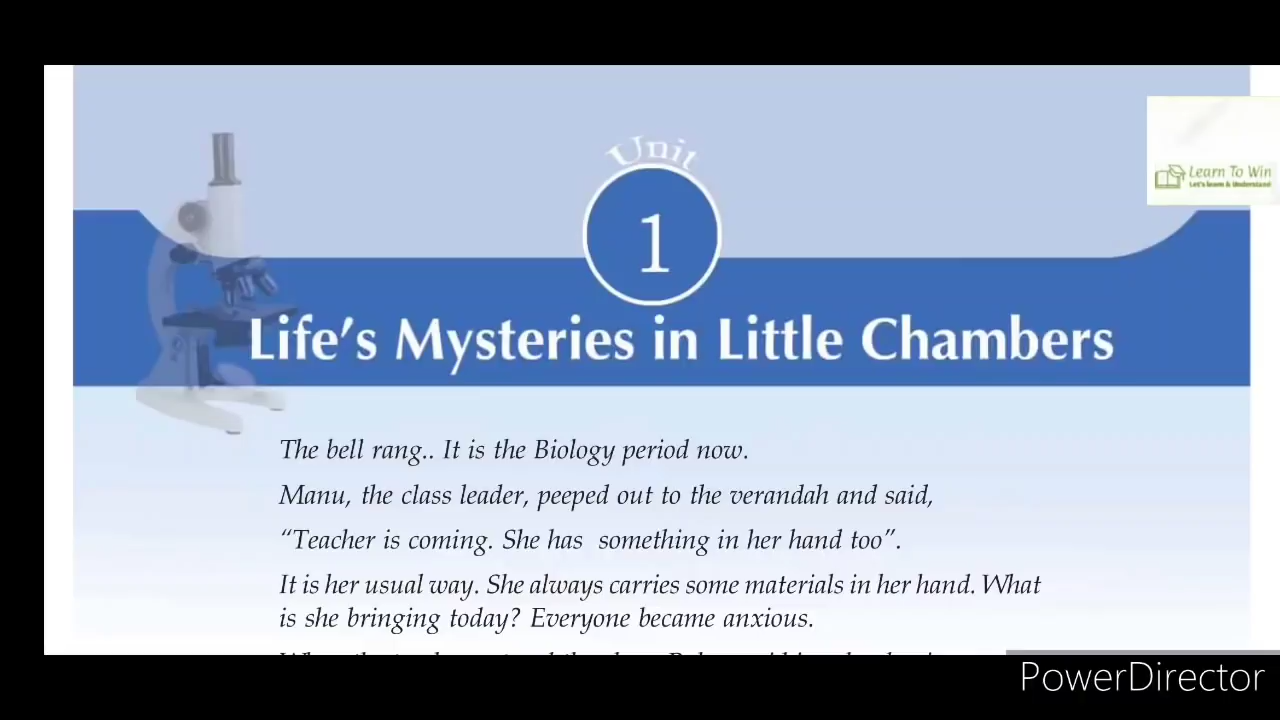 Unit
1
Learn To Win
Let's learn & Understand
Life's Mysteries in Little Chambers
The bell rang.. It is the Biology period now.
Manu, the class leader, peeped out to the verandah and said,
“Teacher is coming. She has something in her hand too”.
It is her usual way. She always carries some materials in her hand. What
is she bringing today? Everyone became anxious.
PowerDirector